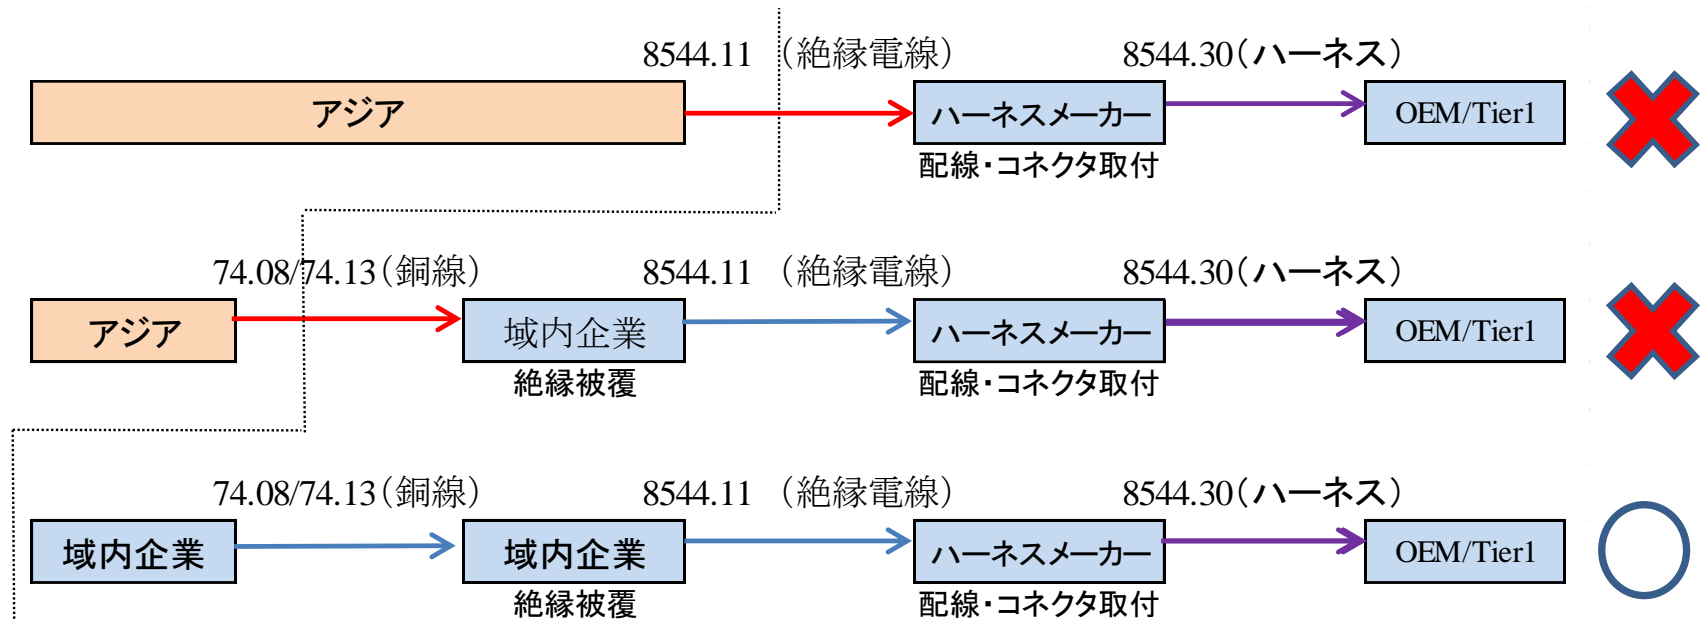 8544.11 （絶縁電線） 8544.30(ハーネス)
アジア ハーネスメーカー OEM/Tier1
配線・コネクタ取付
74.08/74.13(銅線) 8544.11 （絶縁電線） 8544.30(ハーネス)
アジア 域内企業 ハーネスメーカー OEM/Tier1
絶縁被覆 配線・コネクタ取付
74.08/74.13(銅線) 8544.11 （絶縁電線） 8544.30(ハーネス)
域内企業 域内企業 ハーネスメーカー OEM/Tier1
絶縁被覆 配線・コネクタ取付